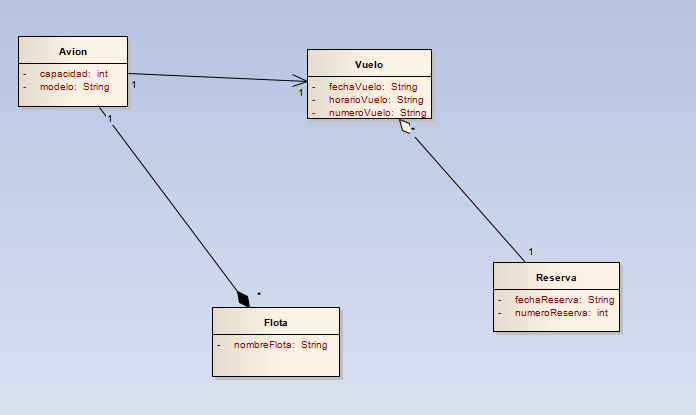 Avion
- capacidad: int
- modelo: String
1
1
Vuelo
- fechaVuelo: String
- horarioVuelo: String
- numeroVuelo: String
1
*
1
*
Flota
- nombreFlota: String
Reserva
- fechaReserva: String
- numeroReserva: int
1